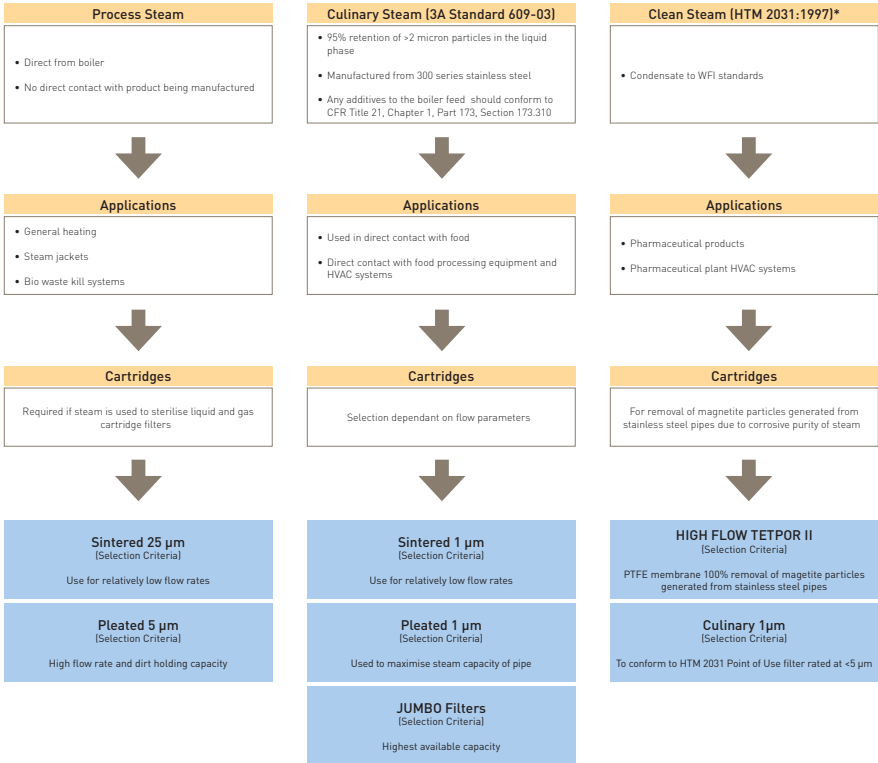 Process Steam
• Direct from boiler
• No direct contact with product being manufactured
Applications
• General heating
• Steam jackets
• Bio waste kill systems
Cartridges
Required if steam is used to sterilise liquid and gas
cartridge filters
Sintered 25 µm
(Selection Criteria)
Use for relatively low flow rates
Pleated 5 µm
(Selection Criteria)
High flow rate and dirt holding capacity
Culinary Steam (3A Standard 609-03)
• 95% retention of >2 micron particles in the liquid
phase
• Manufactured from 300 series stainless steel
• Any additives to the boiler feed should conform to
CFR Title 21, Chapter 1, Part 173, Section 173.310
Applications
• Used in direct contact with food
• Direct contact with food processing equipment and
HVAC systems
Cartridges
Selection dependant on flow parameters
Sintered 1 µm
(Selection Criteria)
Use for relatively low flow rates
Pleated 1 µm
(Selection Criteria)
Used to maximise steam capacity of pipe
JUMBO Filters
(Selection Criteria)
Highest available capacity
Clean Steam (HTM 2031:1997)*
• Condensate to WFI standards
Applications
• Pharmaceutical products
• Pharmaceutical plant HVAC systems
Cartridges
For removal of magnetite particles generated from
stainless steel pipes due to corrosive purity of steam
HIGH FLOW TETPOR II
(Selection Criteria)
PTFE membrane 100% removal of magetite particles
generated from stainless steel pipes
Culinary 1µm
(Selection Criteria)
To conform to HTM 2031 Point of Use filter rated at <5 µm